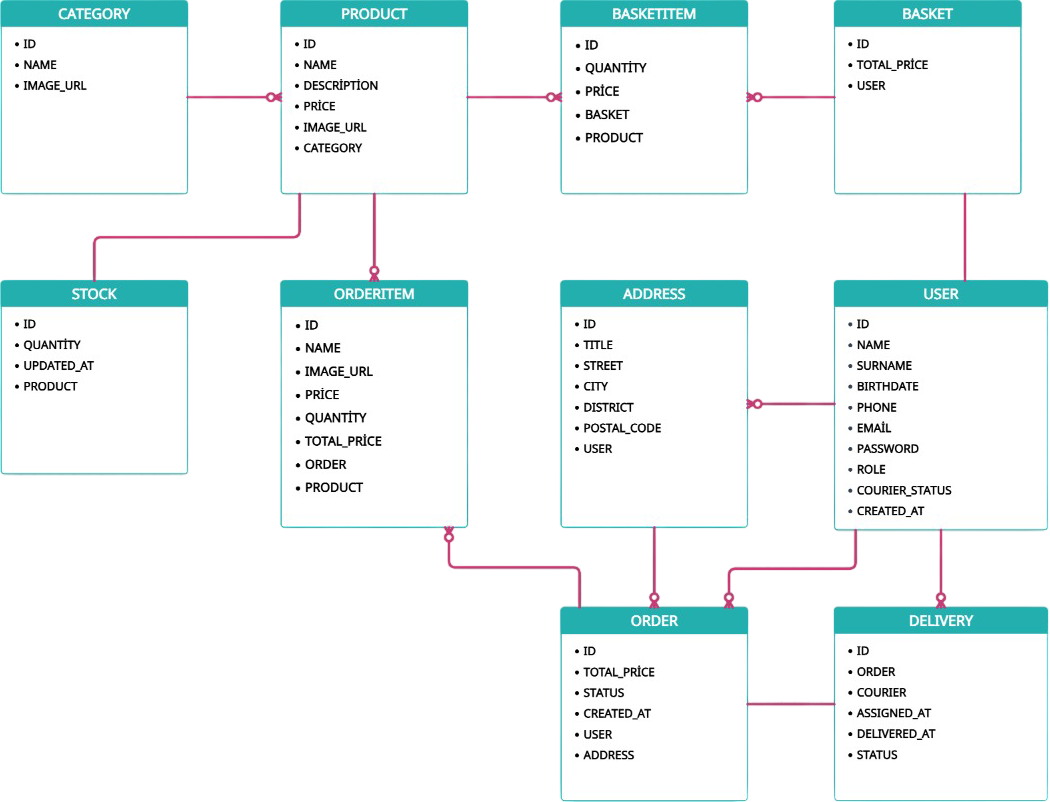 CATEGORY
• ID
• NAME
• IMAGE_URL
PRODUCT
• ID
• NAME
• DESCRİPTİON
• PRİCE
• IMAGE_URL
• CATEGORY
BASKETITEM
• ID
• QUANTİTY
• PRİCE
• BASKET
• PRODUCT
BASKET
• ID
• TOTAL_PRİCE
• USER
STOCK
• ID
• QUANTİTY
• UPDATED_AT
• PRODUCT
ORDERITEM
• ID
• NAME
• IMAGE_URL
• PRİCE
• QUANTİTY
• TOTAL_PRİCE
• ORDER
• PRODUCT
ADDRESS
• ID
• TITLE
• STREET
• CITY
• DISTRICT
• POSTAL_CODE
• USER
USER
• ID
• NAME
• SURNAME
• BIRTHDATE
• PHONE
• EMAİL
• PASSWORD
• ROLE
• COURIER_STATUS
• CREATED_AT
ORDER
• ID
• TOTAL_PRİCE
• STATUS
• CREATED_AT
• USER
• ADDRESS
DELIVERY
• ID
• ORDER
• COURIER
• ASSIGNED_AT
• DELIVERED_AT
• STATUS